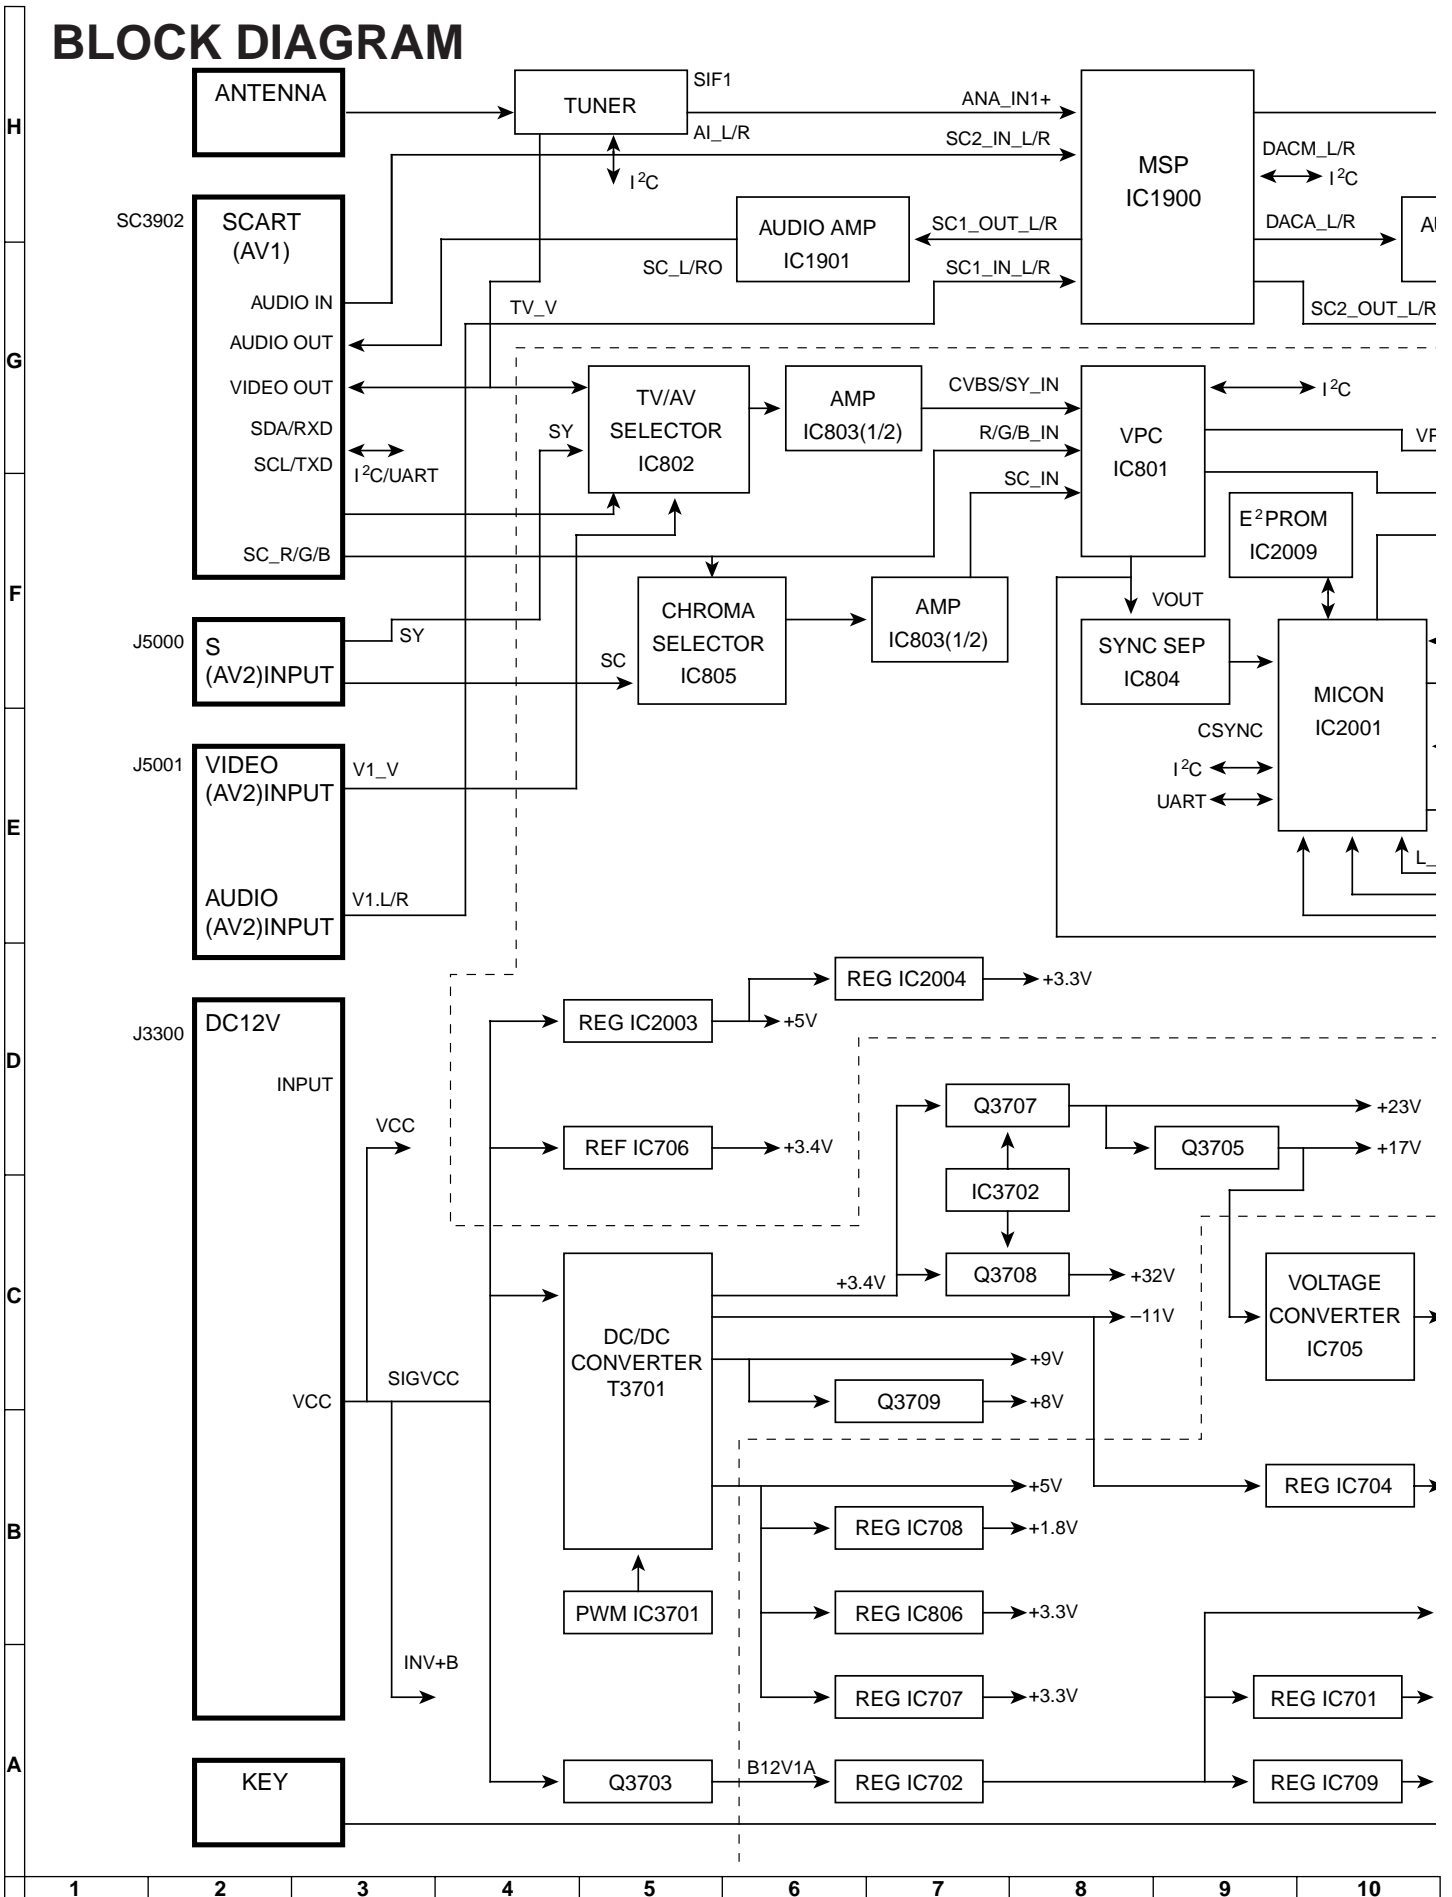 BLOCK DIAGRAM
ANTENNA
TUNER
SIF1
AI_L/R
I²C
ANA_IN1+
SC2_IN_L/R
MSP
IC1900
DACM_L/R
I²C
DACA_L/R
SC2_OUT_L/R
H
SC3902
SCART
(AV1)
AUDIO IN
AUDIO OUT
VIDEO OUT
SDA/RXD
SCL/TXD
I²C/UART
SC_R/G/B
AUDIO AMP
IC1901
SC_L/RO
SC1_OUT_L/R
SC1_IN_L/R
TV_V
G
TV/AV
SELECTOR
IC802
SY
AMP
IC803(1/2)
CVBS/SY_IN
R/G/B_IN
SC_IN
VPC
IC801
I²C
E²PROM
IC2009
F
J5000
S
(AV2)INPUT
SY
SC
CHROMA
SELECTOR
IC805
AMP
IC803(1/2)
VOUT
SYNC SEP
IC804
MICON
IC2001
CSYNC
I²C
UART
L_
J5001
VIDEO
(AV2)INPUT
V1_V
E
AUDIO
(AV2)INPUT
V1.L/R
REG IC2004
+3.3V
J3300
DC12V
INPUT
REG IC2003
+5V
D
VCC
REF IC706
+3.4V
Q3707
+23V
Q3705
+17V
IC3702
Q3708
+32V
+3.4V
–11V
C
DC/DC
CONVERTER
T3701
VOLTAGE
CONVERTER
IC705
+9V
VCC
SIGVCC
Q3709
+8V
+5V
REG IC704
B
REG IC708
+1.8V
PWM IC3701
REG IC806
+3.3V
INV+B
REG IC707
+3.3V
REG IC701
A
KEY
Q3703
B12V1A
REG IC702
REG IC709
1 2 3 4 5 6 7 8 9 10